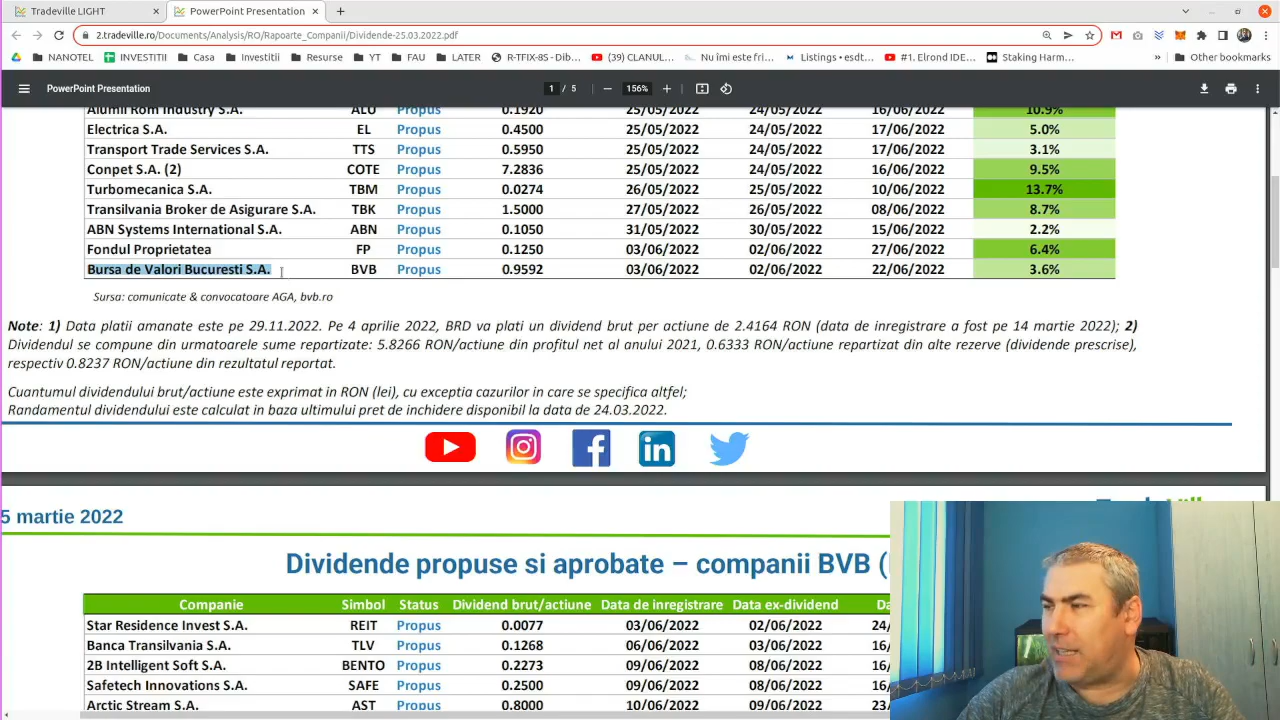 Tradeville LIGHT
PowerPoint Presentation
2.tradeville.ro/Documents/Analysis/RO/Rapoarte_Companii/Dividende-25.03.2022.pdf
NANOTEL INVESTITII Casa Investitii Resurse YT FAU LATER R-TFIX-8S - Dividen... (39) CLANUL... Nu îmi este fri... Listings • esdt... #1. Elrond IDE... Staking Harm... » Other bookmarks
PowerPoint Presentation 1 / 5 156%
Alumil Rom Industry S.A. ALU Propus 0.1920 25/05/2022 24/05/2022 16/06/2022 10.9%
Electrica S.A. EL Propus 0.4500 25/05/2022 24/05/2022 17/06/2022 5.0%
Transport Trade Services S.A. TTS Propus 0.5950 25/05/2022 24/05/2022 17/06/2022 3.1%
Conpet S.A. (2) COTE Propus 7.2836 25/05/2022 24/05/2022 16/06/2022 9.5%
Turbomecanica S.A. TBM Propus 0.0274 26/05/2022 25/05/2022 10/06/2022 13.7%
Transilvania Broker de Asigurare S.A. TBK Propus 1.5000 27/05/2022 26/05/2022 08/06/2022 8.7%
ABN Systems International S.A. ABN Propus 0.1050 31/05/2022 30/05/2022 15/06/2022 2.2%
Fondul Proprietatea FP Propus 0.1250 03/06/2022 02/06/2022 27/06/2022 6.4%
Bursa de Valori Bucuresti S.A. BVB Propus 0.9592 03/06/2022 02/06/2022 22/06/2022 3.6%
Sursa: comunicate & convocatoare AGA, bvb.ro
Note: 1) Data platii amanate este pe 29.11.2022. Pe 4 aprilie 2022, BRD va plati un dividend brut per actiune de 2.4164 RON (data de inregistrare a fost pe 14 martie 2022); 2)
Dividendul se compune din urmatoarele sume repartizate: 5.8266 RON/actiune din profitul net al anului 2021, 0.6333 RON/actiune repartizat din alte rezerve (dividende prescrise),
respectiv 0.8237 RON/actiune din rezultatul reportat.
Cuantumul dividendului brut/actiune este exprimat in RON (lei), cu exceptia cazurilor in care se specifica altfel;
Randamentul dividendului este calculat in baza ultimului pret de inchidere disponibil la data de 24.03.2022.
in
5 martie 2022
Dividende propuse si aprobate – companii BVB (
Companie Simbol Status Dividend brut/actiune Data de inregistrare Data ex-dividend Da
Star Residence Invest S.A. REIT Propus 0.0077 03/06/2022 02/06/2022 24/
Banca Transilvania S.A. TLV Propus 0.1268 06/06/2022 03/06/2022 16/
2B Intelligent Soft S.A. BENTO Propus 0.2273 09/06/2022 08/06/2022 16/
Safetech Innovations S.A. SAFE Propus 0.2500 09/06/2022 08/06/2022 16/
Arctic Stream S.A. AST Propus 0.8000 10/06/2022 09/06/2022 23/